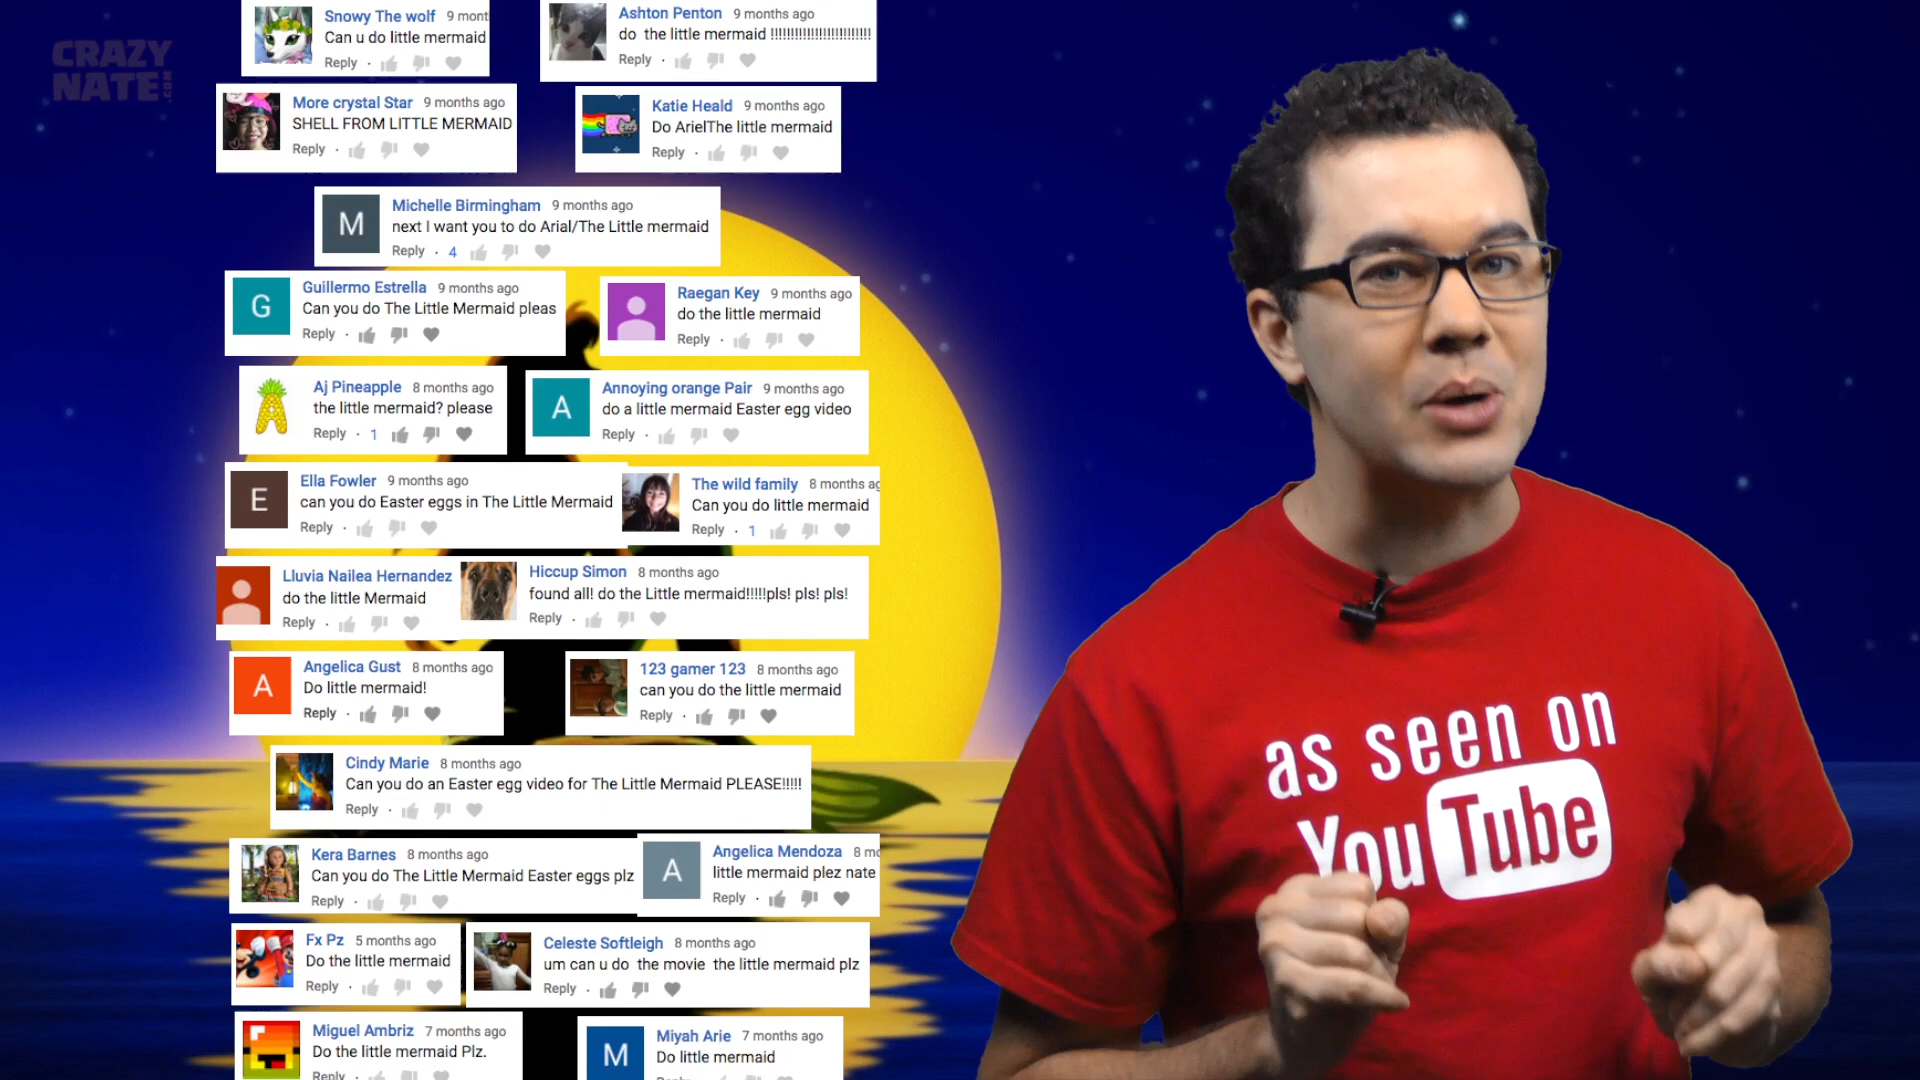 CRAZY
NATE.com
Snowy The wolf 9 mont
Can u do little mermaid
Reply
Ashton Penton 9 months ago
do the little mermaid !!!!!!!!!!!!!!!!!!!!!!!!!
Reply
More crystal Star 9 months ago
SHELL FROM LITTLE MERMAID
Reply
Katie Heald 9 months ago
Do ArielThe little mermaid
Reply
M
Michelle Birmingham 9 months ago
next I want you to do Arial/The Little mermaid
Reply · 4
G
Guillermo Estrella 9 months ago
Can you do The Little Mermaid pleas
Reply
Raegan Key 9 months ago
do the little mermaid
Reply
Aj Pineapple 8 months ago
the little mermaid? please
Reply · 1
A
Annoying orange Pair 9 months ago
do a little mermaid Easter egg video
Reply
E
Ella Fowler 9 months ago
can you do Easter eggs in The Little Mermaid
Reply
The wild family 8 months ag
Can you do little mermaid
Reply · 1
Lluvia Nailea Hernandez
do the little Mermaid
Reply
Hiccup Simon 8 months ago
found all! do the Little mermaid!!!!!pls! pls! pls!
Reply
A
Angelica Gust 8 months ago
Do little mermaid!
Reply
123 gamer 123 8 months ago
can you do the little mermaid
Reply
Cindy Marie 8 months ago
Can you do an Easter egg video for The Little Mermaid PLEASE!!!!!
Reply
Kera Barnes 8 months ago
Can you do The Little Mermaid Easter eggs plz
Reply
A
Angelica Mendoza 8 mo
little mermaid plez nate
Reply
Fx Pz 5 months ago
Do the little mermaid
Reply
Celeste Softleigh 8 months ago
um can u do the movie the little mermaid plz
Reply
Miguel Ambriz 7 months ago
Do the little mermaid Plz.
Reply
M
Miyah Arie 7 months ago
Do little mermaid
Reply
as seen on
YouTube